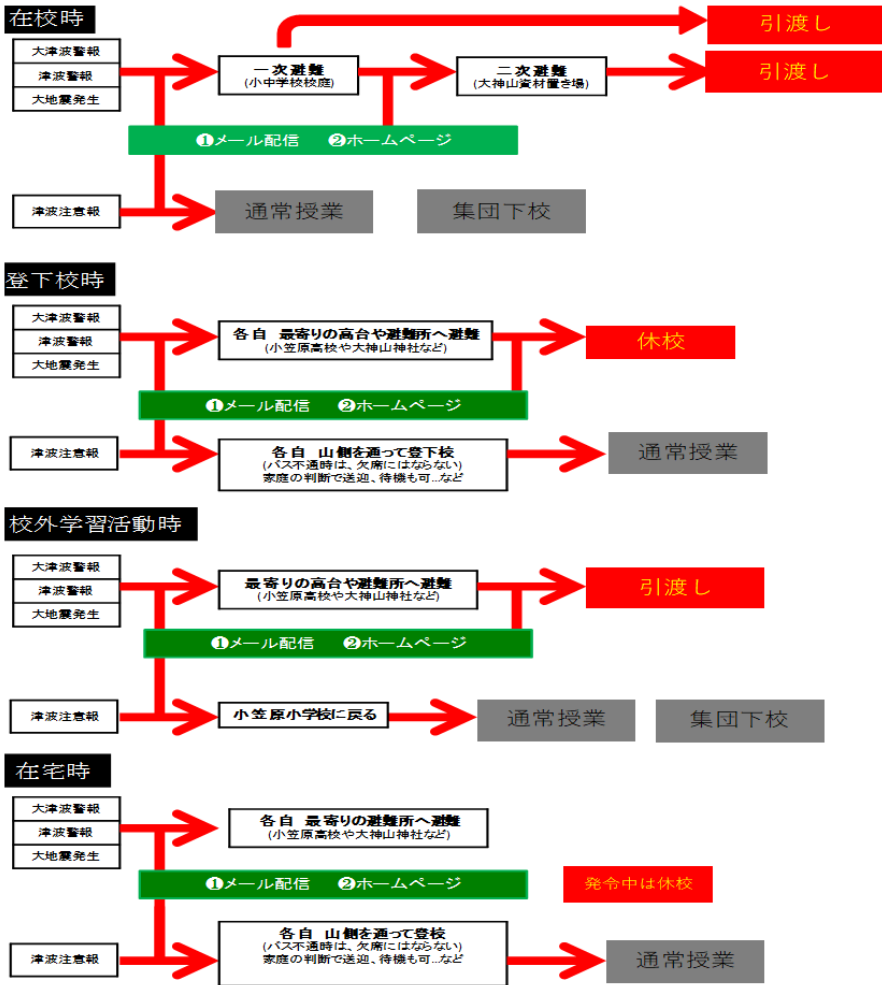 在校時
引渡し
大津波警報
津波警報
大地震発生
一次避難
(小中学校校庭)
二次避難
(大神山資材置き場)
引渡し
❶メール配信　❷ホームページ
津波注意報
通常授業
集団下校
登下校時
大津波警報
津波警報
大地震発生
各自 最寄りの高台や避難所へ避難
(小笠原高校や大神山神社など)
休校
❶メール配信　❷ホームページ
津波注意報
各自 山側を通って登下校
(バス不通時は、欠席にはならない)
家庭の判断で送迎、待機も可...など
通常授業
校外学習活動時
大津波警報
津波警報
大地震発生
最寄りの高台や避難所へ避難
(小笠原高校や大神山神社など)
引渡し
❶メール配信　❷ホームページ
津波注意報
小笠原小学校に戻る
通常授業
集団下校
在宅時
大津波警報
津波警報
大地震発生
各自 最寄りの避難所へ避難
(小笠原高校や大神山神社など)
❶メール配信　❷ホームページ
発令中は休校
津波注意報
各自 山側を通って登校
(バス不通時は、欠席にはならない)
家庭の判断で送迎、待機も可...など
通常授業